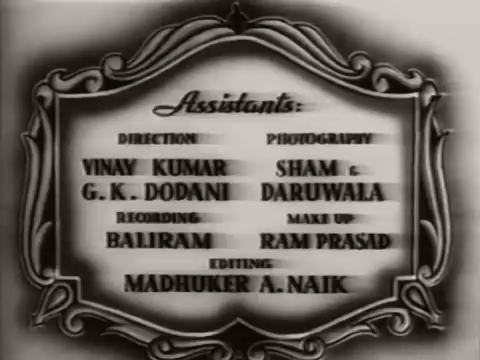 Assistants:
DIRECTION PHOTOGRAPHY
VINAY KUMAR SHAM &
G. K. DODANI DARUWALA
RECORDING MAKE UP
BALIRAM RAM PRASAD
EDITING
MADHUKER A. NAIK